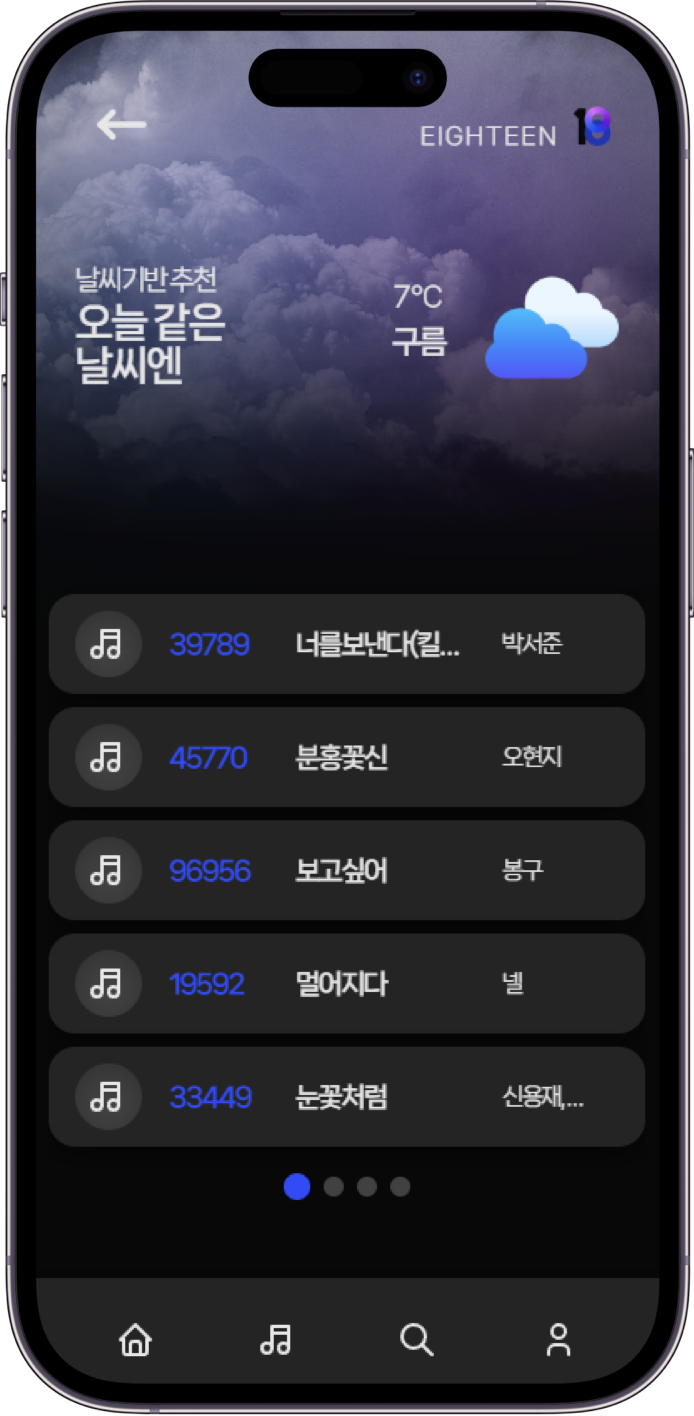 EIGHTEEN 18
날씨기반 추천
오늘 같은
날씨엔
7°C
구름
39789 너를보낸다(킬... 박서준
45770 분홍꽃신 오현지
96956 보고싶어 봉구
19592 멀어지다 넬
33449 눈꽃처럼 신용재,...